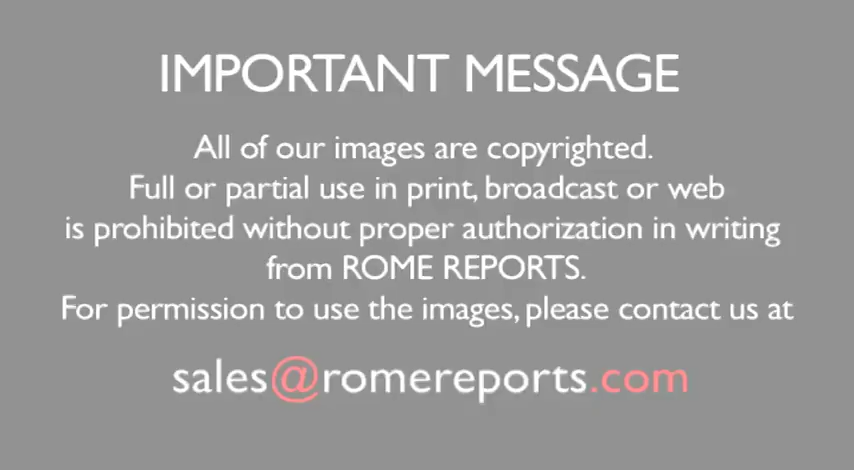 IMPORTANT MESSAGE
All of our images are copyrighted.
Full or partial use in print, broadcast or web
is prohibited without proper authorization in writing
from ROME REPORTS.
For permission to use the images, please contact us at
sales@romereports.com